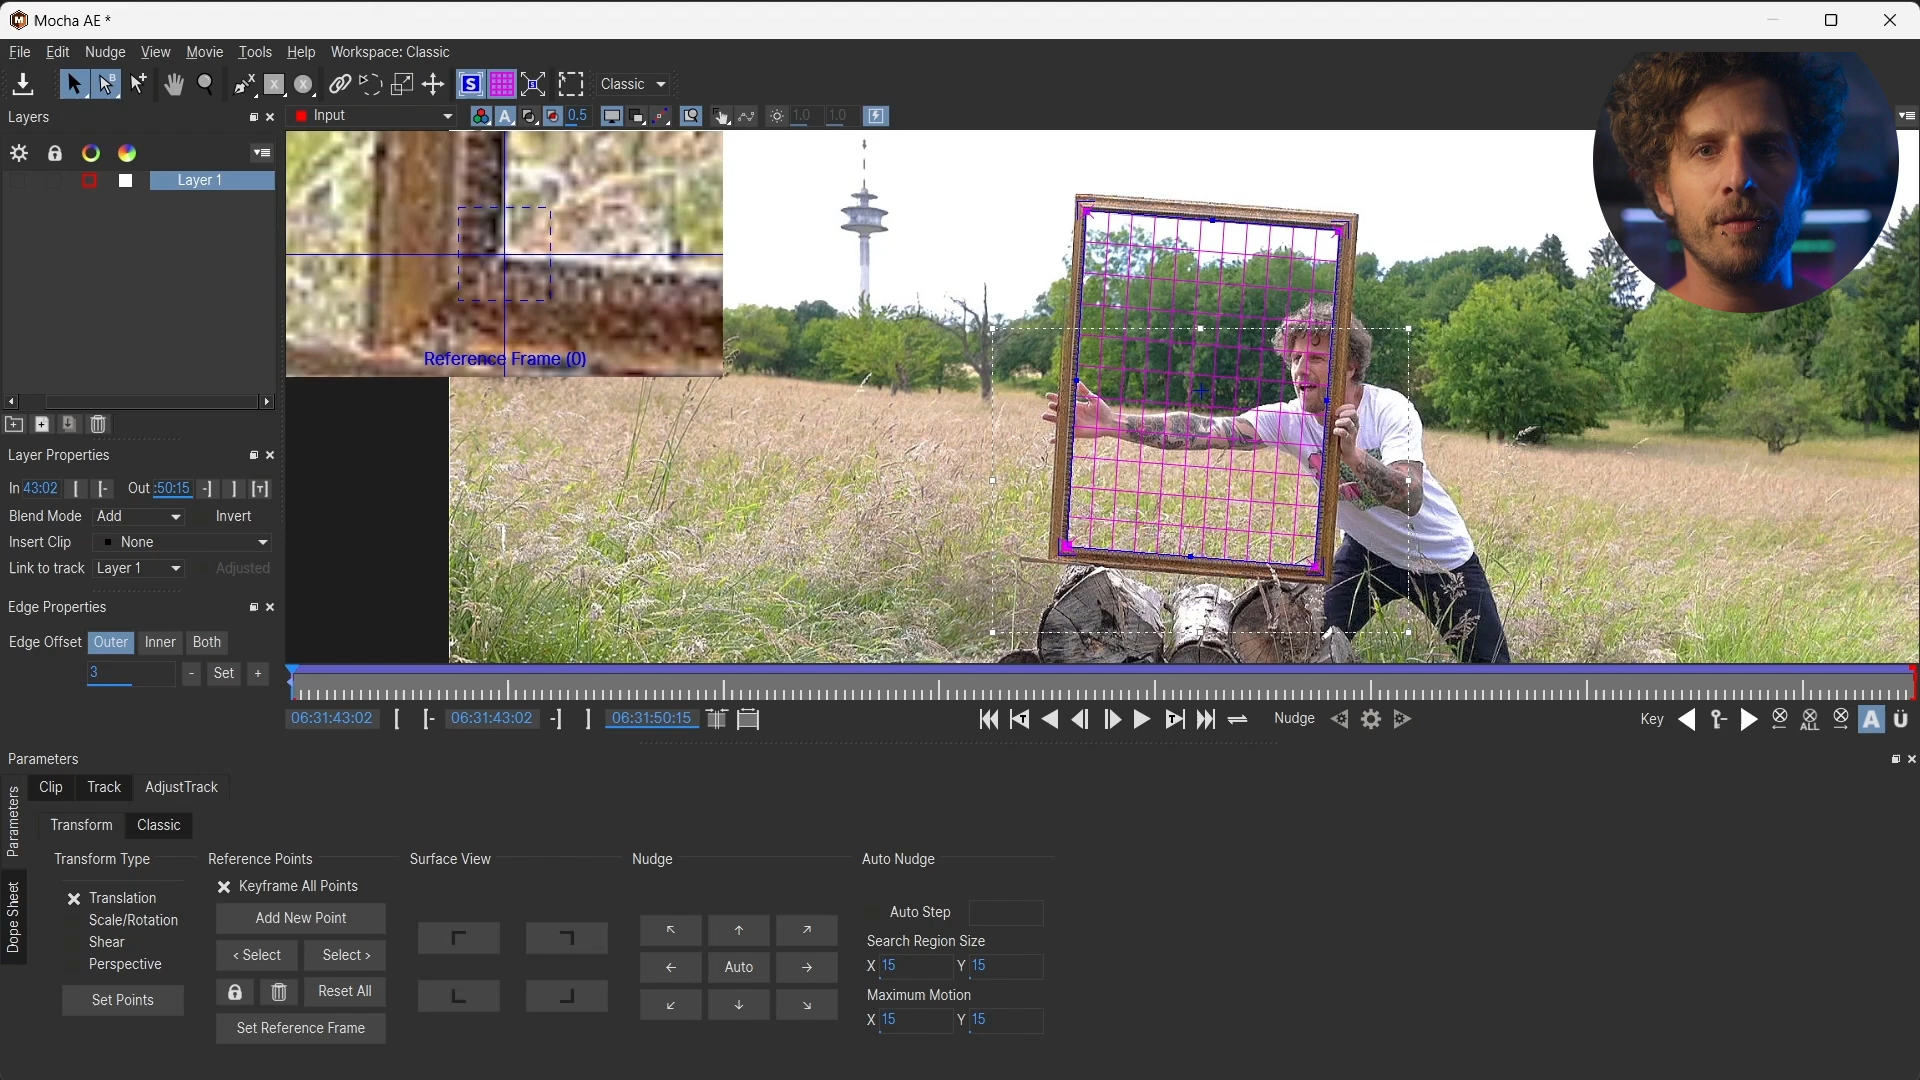 Mocha AE *
File Edit Nudge View Movie Tools Help Workspace: Classic
Classic
Layers
Input
0.5
1.0
1.0
Layer 1
Reference Frame (0)
Layer Properties
In 43:02 Out :50:15
Blend Mode Add Invert
Insert Clip None
Link to track Layer 1 Adjusted
Edge Properties
Edge Offset Outer Inner Both
3 - Set +
06:31:43:02 06:31:43:02 06:31:50:15 Nudge Key ALL A Ü
Parameters
Clip Track AdjustTrack
Parameters
Dope Sheet
Transform Classic
Transform Type Reference Points Surface View Nudge Auto Nudge
Translation
Scale/Rotation
Shear
Perspective
Set Points
Keyframe All Points
Add New Point
< Select Select >
Reset All
Set Reference Frame
Auto
Auto Step
Search Region Size
X 15 Y 15
Maximum Motion
X 15 Y 15